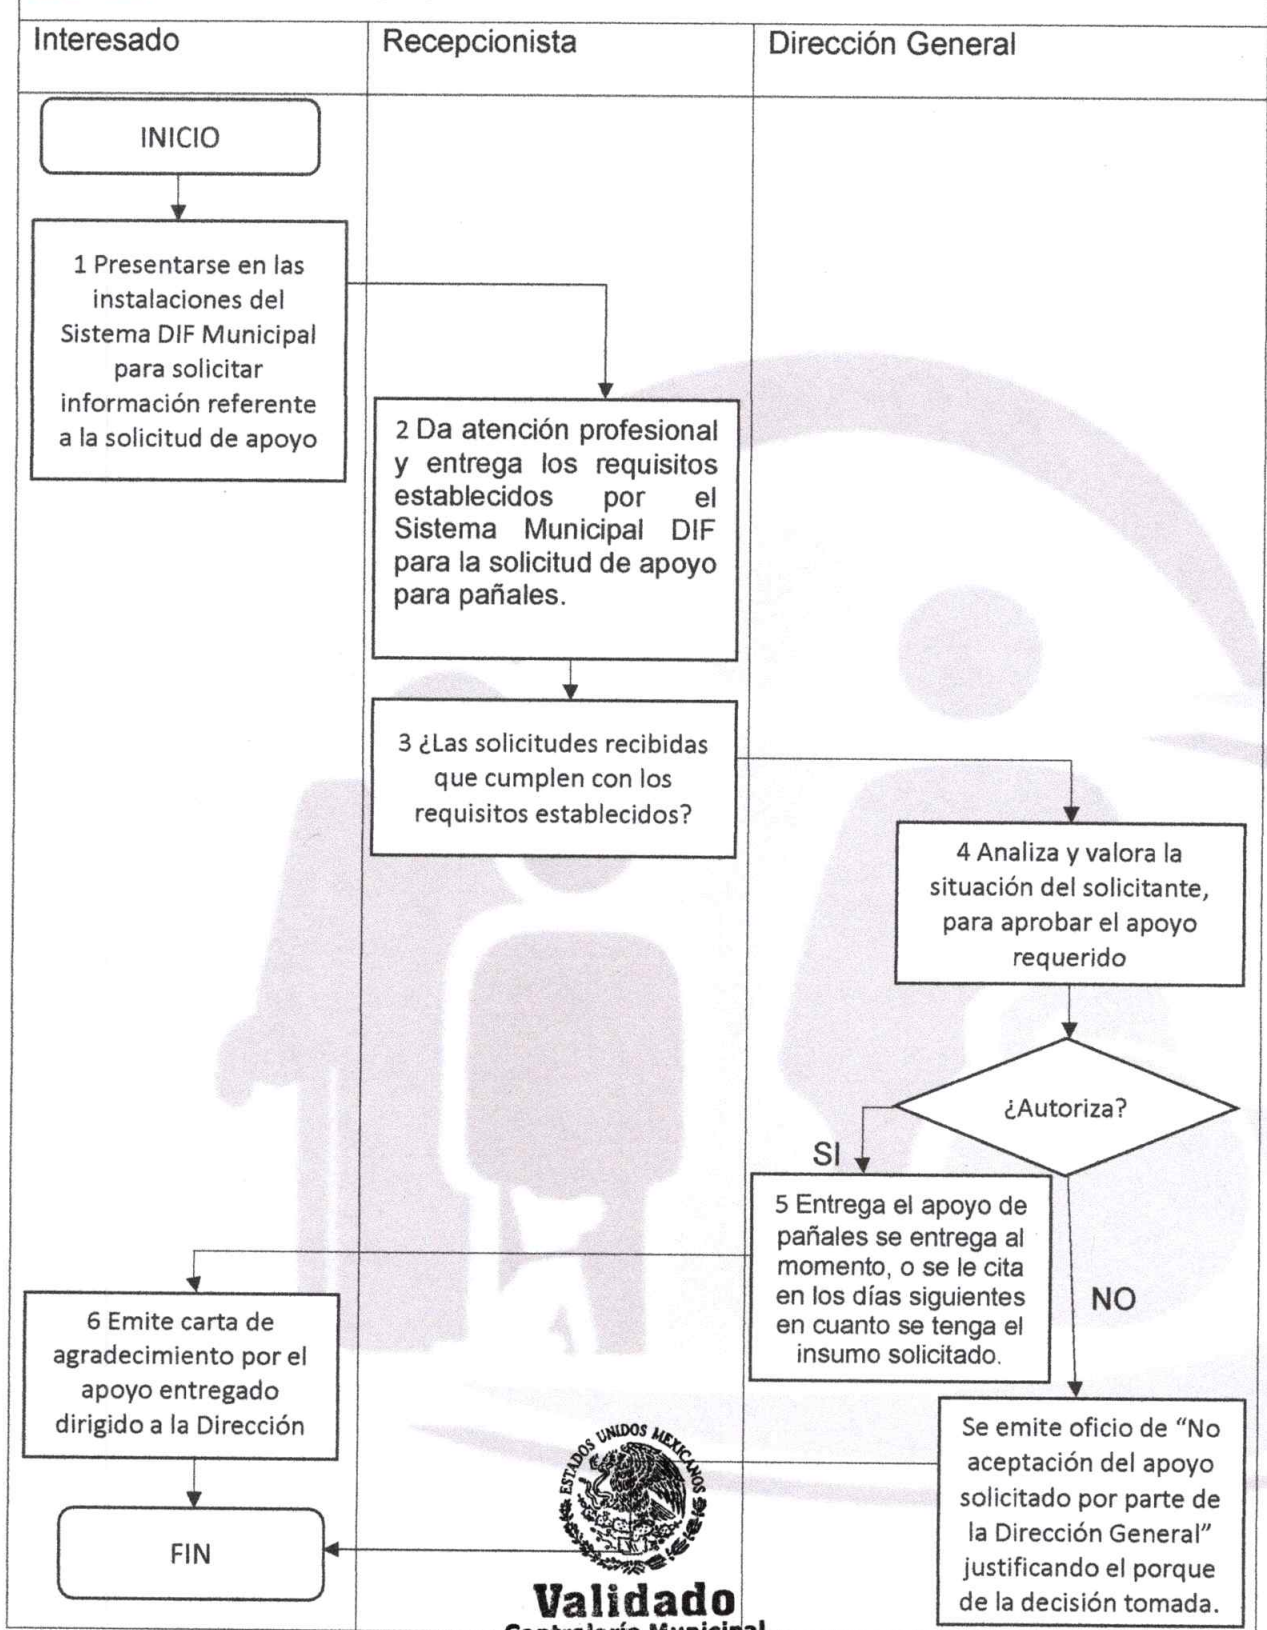 Interesado
Recepcionista
Dirección General
INICIO
1 Presentarse en las
instalaciones del
Sistema DIF Municipal
para solicitar
información referente
a la solicitud de apoyo
2 Da atención profesional
y entrega los requisitos
establecidos por el
Sistema Municipal DIF
para la solicitud de apoyo
para pañales.
3 ¿Las solicitudes recibidas
que cumplen con los
requisitos establecidos?
4 Analiza y valora la
situación del solicitante,
para aprobar el apoyo
requerido
¿Autoriza?
SI
5 Entrega el apoyo de
pañales se entrega al
momento, o se le cita
en los días siguientes
en cuanto se tenga el
insumo solicitado.
NO
6 Emite carta de
agradecimiento por el
apoyo entregado
dirigido a la Dirección
Se emite oficio de “No
aceptación del apoyo
solicitado por parte de
la Dirección General”
justificando el porque
de la decisión tomada.
FIN
ESTADOS UNIDOS MEXICANOS
Validado
Contraloría Municipal